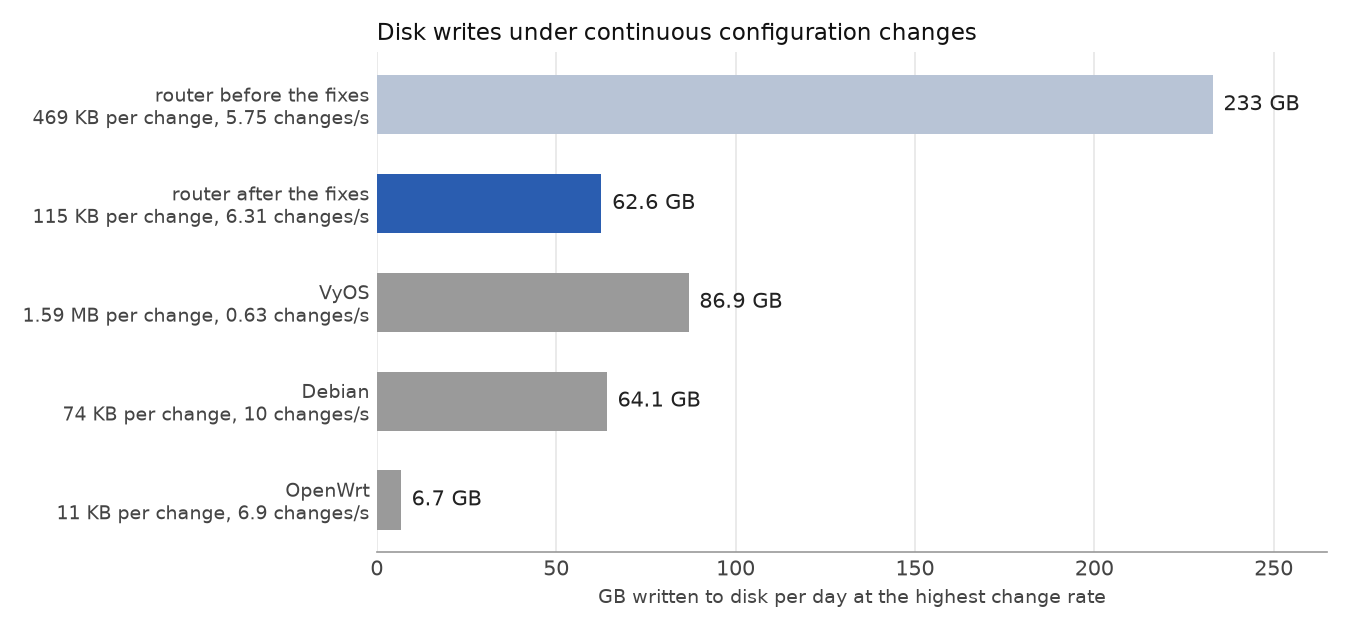 Disk writes under continuous configuration changes
router before the fixes
469 KB per change, 5.75 changes/s
233 GB
router after the fixes
115 KB per change, 6.31 changes/s
62.6 GB
VyOS
1.59 MB per change, 0.63 changes/s
86.9 GB
Debian
74 KB per change, 10 changes/s
64.1 GB
OpenWrt
11 KB per change, 6.9 changes/s
6.7 GB
0 50 100 150 200 250
GB written to disk per day at the highest change rate